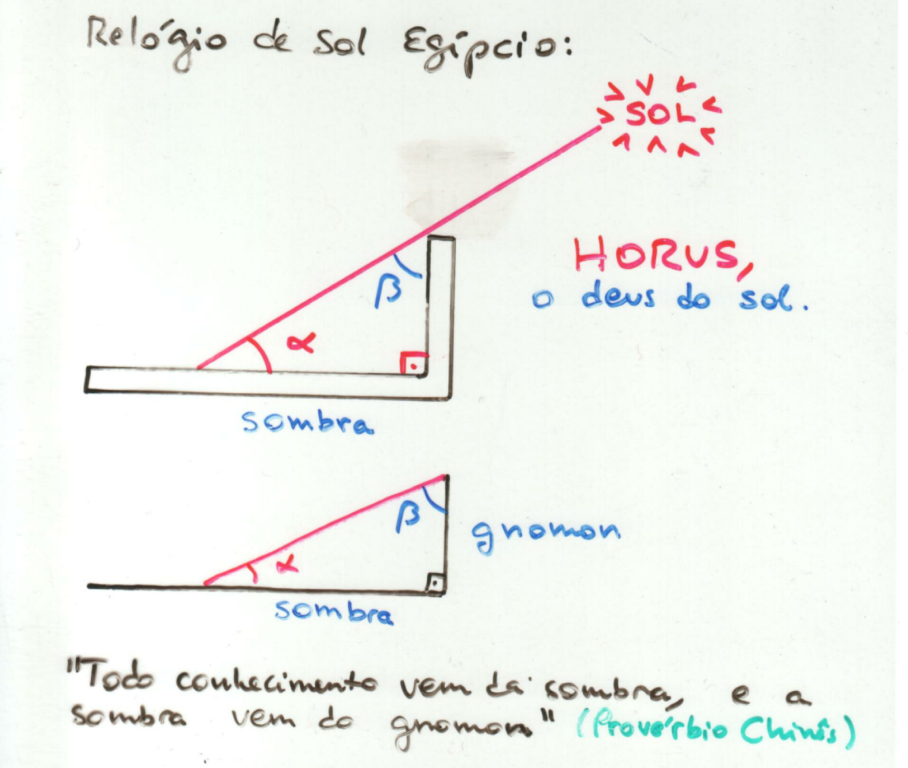 Relógio de Sol Egípcio:
SOL
HORUS,
o deus do sol.
β
α
sombra
β
gnomon
α
sombra
"Todo conhecimento vem da sombra, e a
sombra vem do gnomon" (Provérbio Chinês)